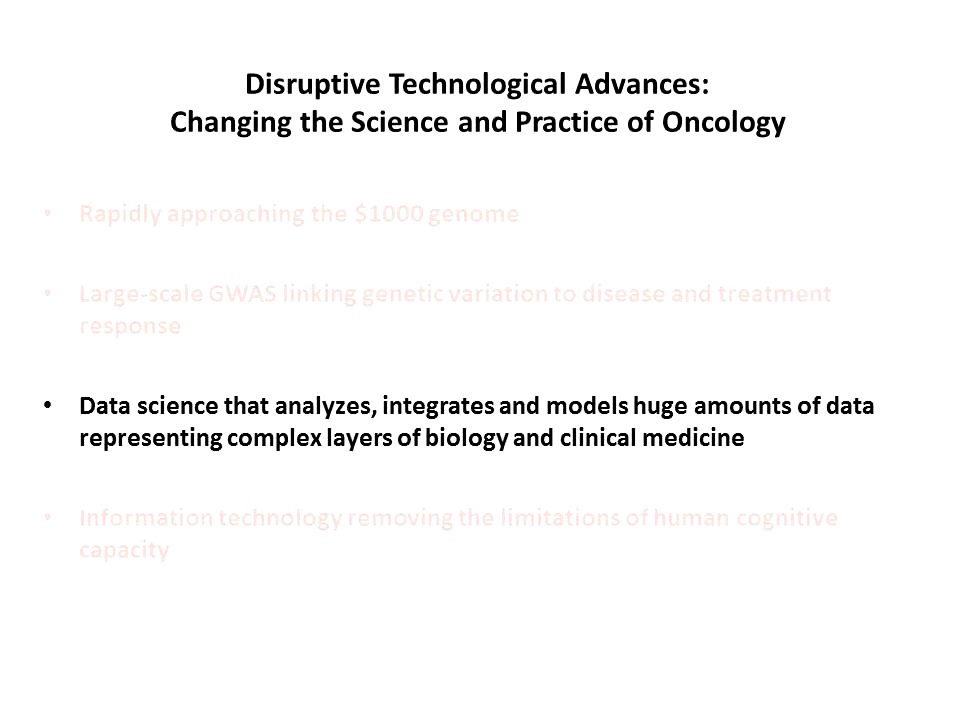 Disruptive Technological Advances:
Changing the Science and Practice of Oncology
• Rapidly approaching the $1000 genome
• Large-scale GWAS linking genetic variation to disease and treatment
response
• Data science that analyzes, integrates and models huge amounts of data
representing complex layers of biology and clinical medicine
• Information technology removing the limitations of human cognitive
capacity